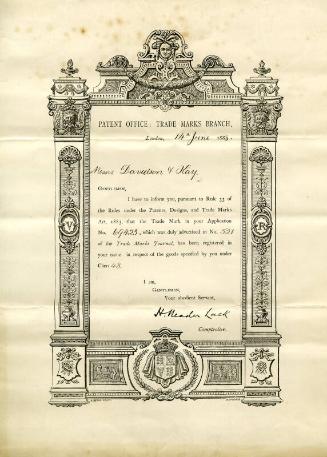 PATENT OFFICE: TRADE MARKS BRANCH,
London, 14th June 188
Messrs Davidson & Kay,
GENTLEMEN,
I have to inform you, pursuant to Rule 33 of
the Rules under the Patents, Designs, and Trade Marks
Act, 1883, that the Trade Mark in your Application
No. 69423, which was duly advertised in No. 521
of the Trade Marks Journal, has been registered in
your name in respect of the goods specified by you under
Class 48.
V R
I am,
GENTLEMEN,
Your obedient Servant,
H Reader Lack
Comptroller.